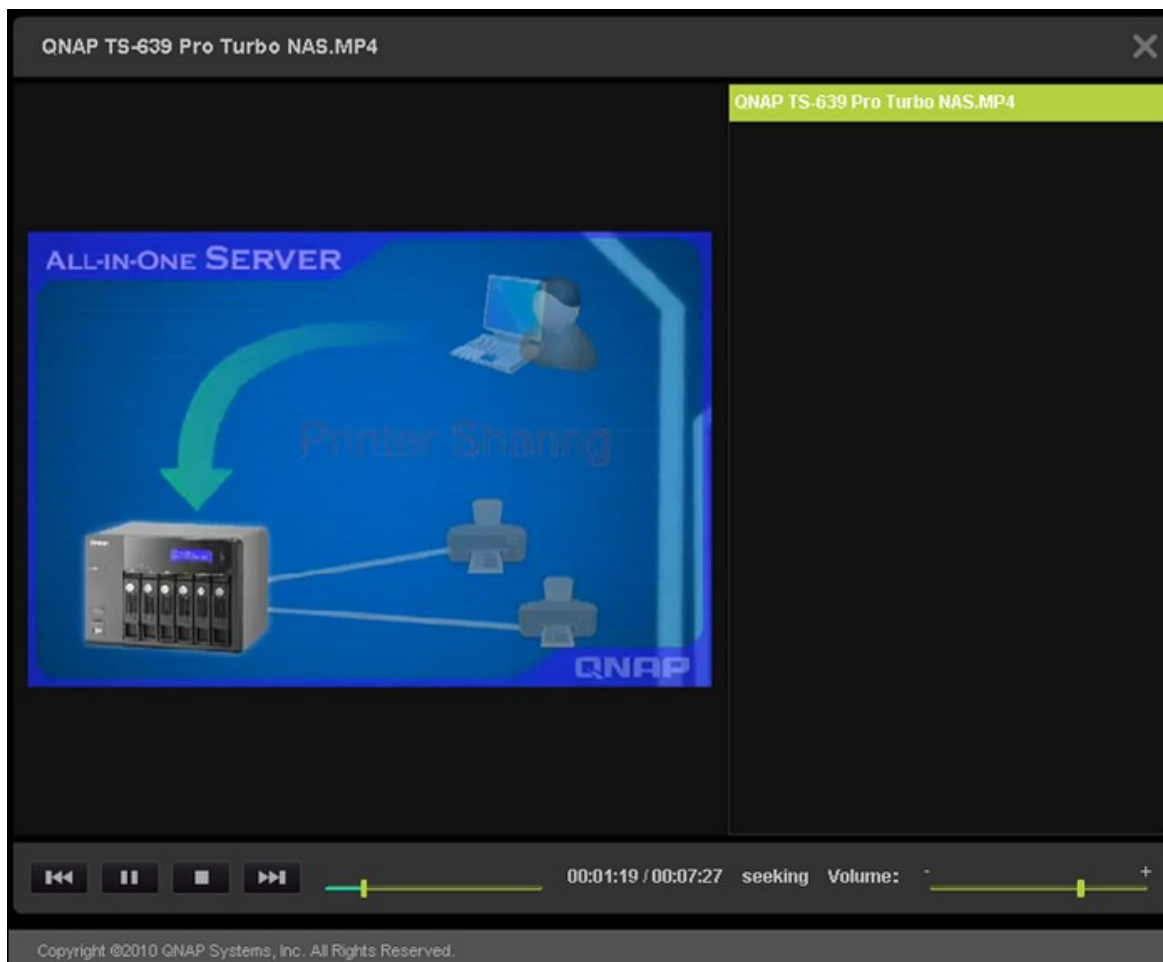 QNAP TS-639 Pro Turbo NAS.MP4
QNAP TS-639 Pro Turbo NAS.MP4
ALL-IN-ONE SERVER
Printer Sharing
QNAP
00:01:19 / 00:07:27 seeking Volume: - +
Copyright ©2010 QNAP Systems, Inc. All Rights Reserved.